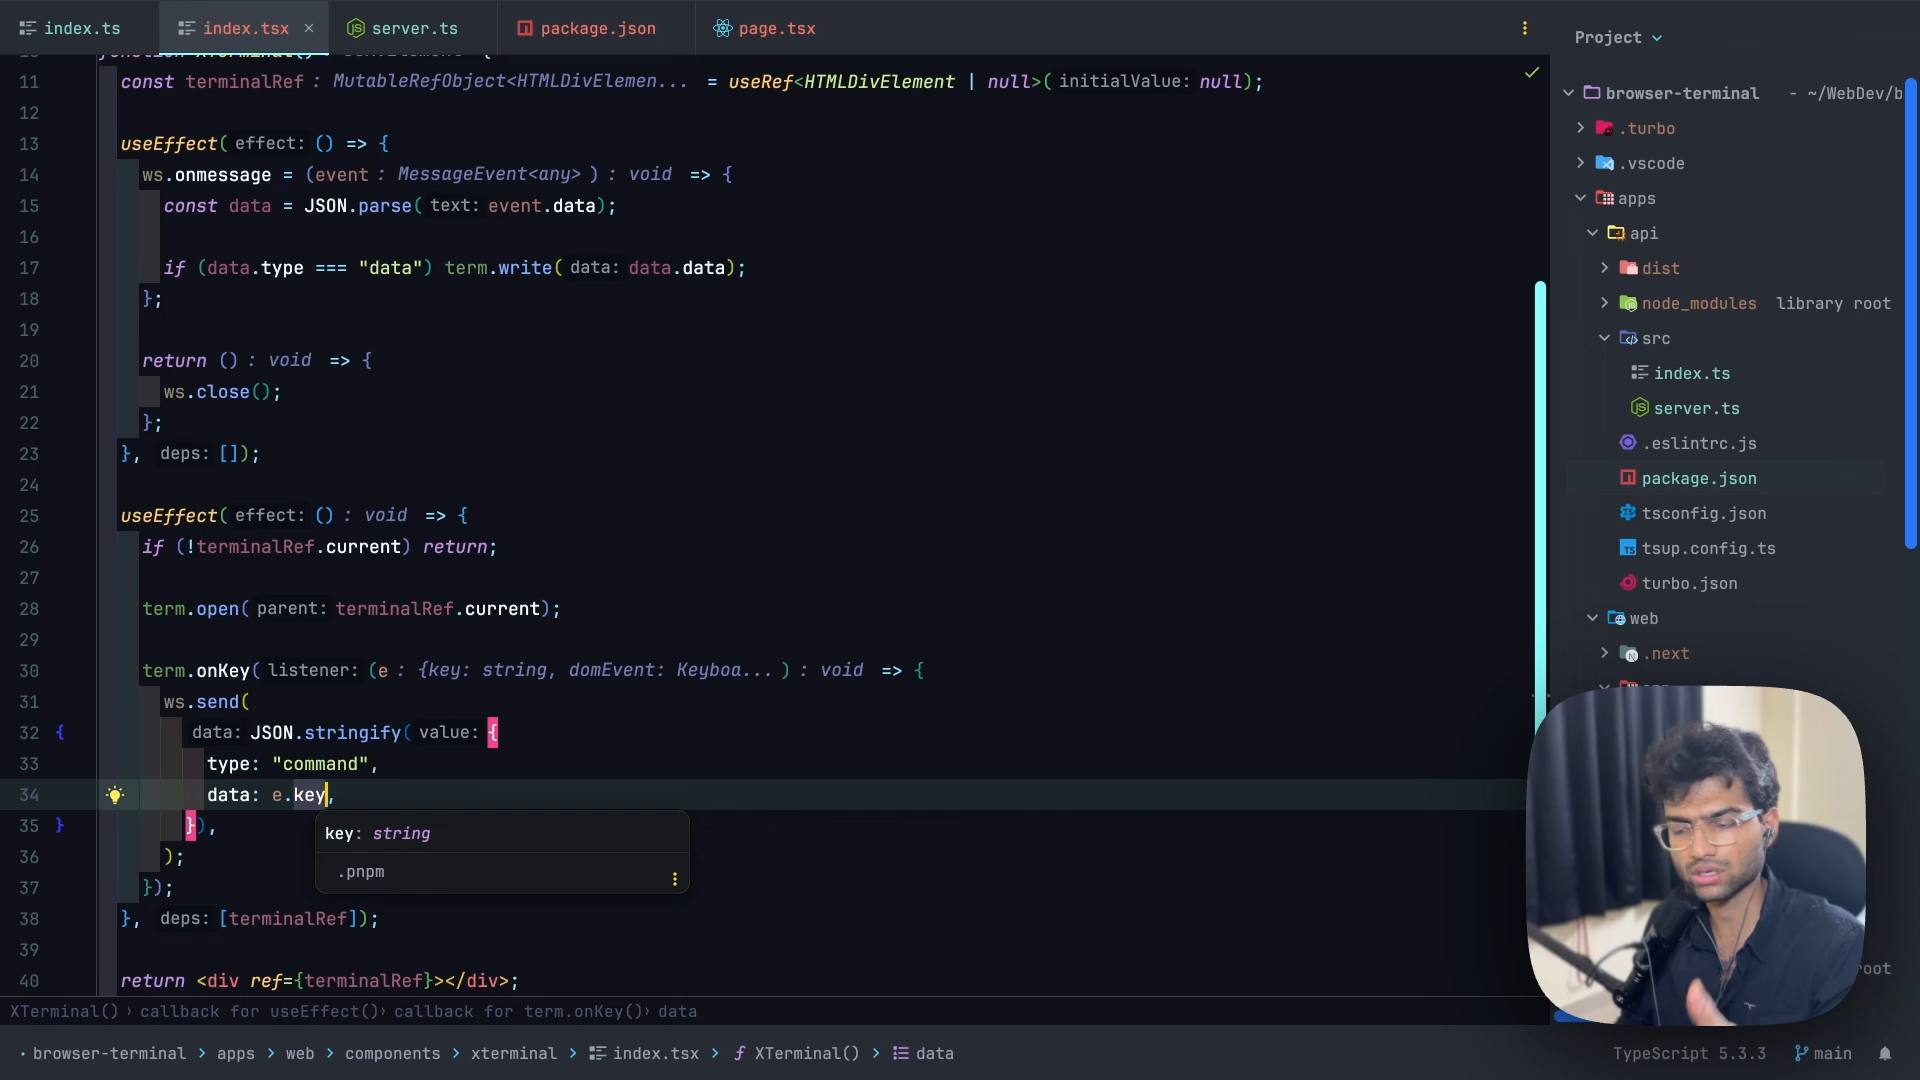 index.ts
index.tsx ×
server.ts
package.json
page.tsx
Project
11 const terminalRef : MutableRefObject<HTMLDivElemen... = useRef<HTMLDivElement | null>( initialValue: null);
12
13 useEffect( effect: () => {
14 ws.onmessage = (event : MessageEvent<any> ) : void => {
15 const data = JSON.parse( text: event.data);
16
17 if (data.type === "data") term.write( data: data.data);
18 };
19
20 return () : void => {
21 ws.close();
22 };
23 }, deps: []);
24
25 useEffect( effect: () : void => {
26 if (!terminalRef.current) return;
27
28 term.open( parent: terminalRef.current);
29
30 term.onKey( listener: (e : {key: string, domEvent: Keyboa... ) : void => {
31 ws.send(
32 { data: JSON.stringify( value: {
33 type: "command",
34 data: e.key,
35 } }),
36 );
37 });
38 }, deps: [terminalRef]);
39
40 return <div ref={terminalRef}></div>;
key: string
.pnpm
browser-terminal - ~/WebDev/b
.turbo
.vscode
apps
api
dist
node_modules library root
src
index.ts
server.ts
.eslintrc.js
package.json
tsconfig.json
tsup.config.ts
turbo.json
web
.next
XTerminal() › callback for useEffect() › callback for term.onKey() › data
browser-terminal > apps > web > components > xterminal > index.tsx > XTerminal() > data
TypeScript 5.3.3
main